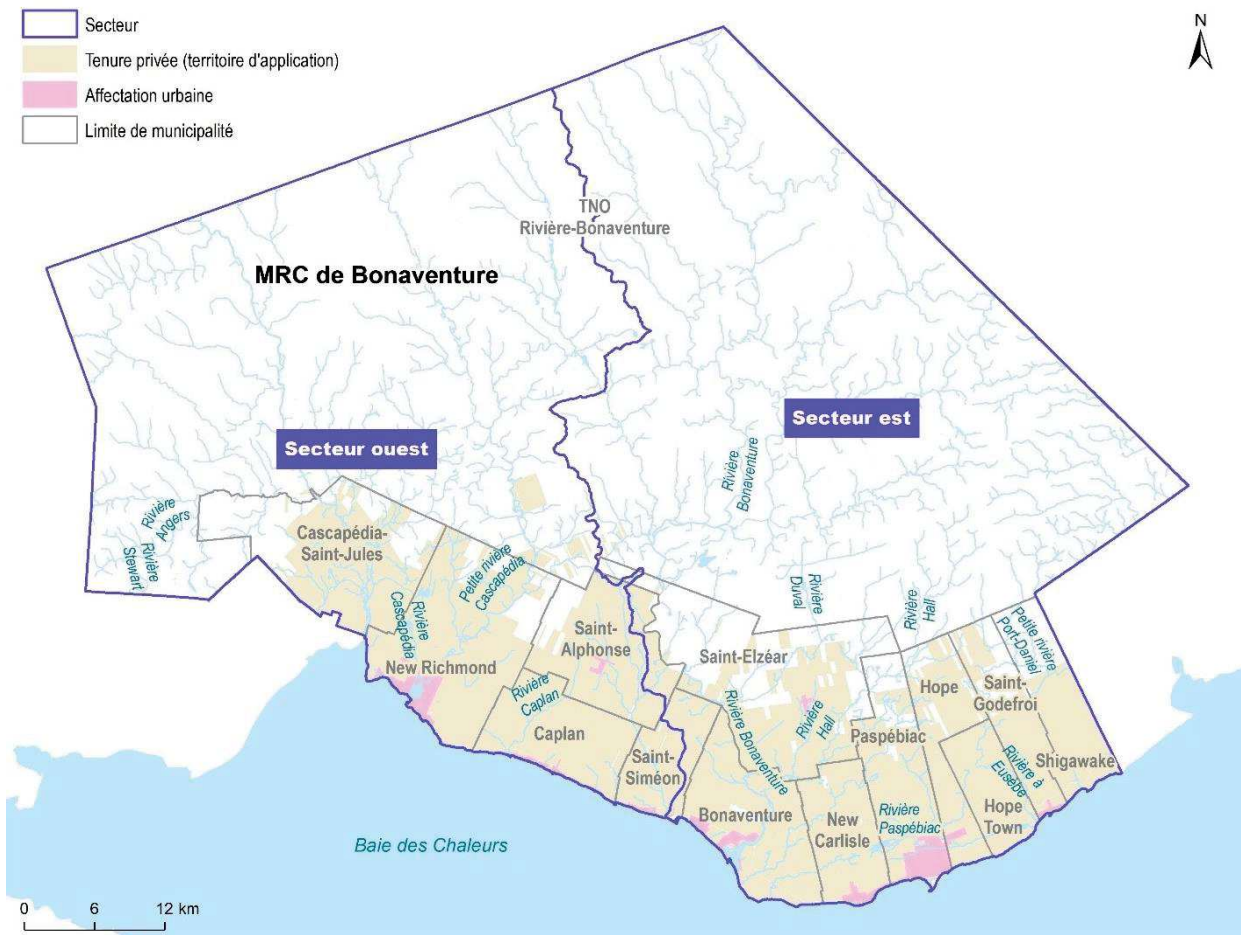 Secteur
Tenure privée (territoire d'application)
Affectation urbaine
Limite de municipalité
N
TNO
Rivière-Bonaventure
MRC de Bonaventure
Secteur est
Secteur ouest
Rivière
Bonaventure
Rivière
Angers
Rivière
Stewart
Cascapédia-
Saint-Jules
Petite rivière
Cascapédia
Rivière
Cascapédia
Rivière
Duval
Rivière
Hall
Petite rivière
Port-Daniel
Saint-
Alphonse
Saint-Elzéar
New Richmond
Hope
Saint-
Godefroi
Rivière
Caplan
Rivière Bonaventure
Rivière
Hall
Paspébiac
Caplan
Saint-
Siméon
Rivière à
Eusèbe
Shigawake
Bonaventure
New
Carlisle
Rivière
Paspébiac
Hope
Town
Baie des Chaleurs
0 6 12 km